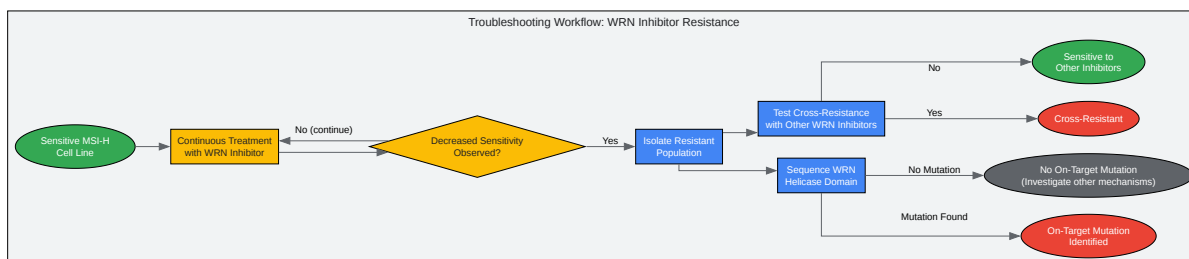 Troubleshooting Workflow: WRN Inhibitor Resistance
Sensitive MSI-H
Cell Line
Continuous Treatment
with WRN Inhibitor
No (continue)
Decreased Sensitivity
Observed?
Yes
Isolate Resistant
Population
Test Cross-Resistance
with Other WRN Inhibitors
No
Sensitive to
Other Inhibitors
Yes
Cross-Resistant
Sequence WRN
Helicase Domain
No Mutation
No On-Target Mutation
(Investigate other mechanisms)
Mutation Found
On-Target Mutation
Identified